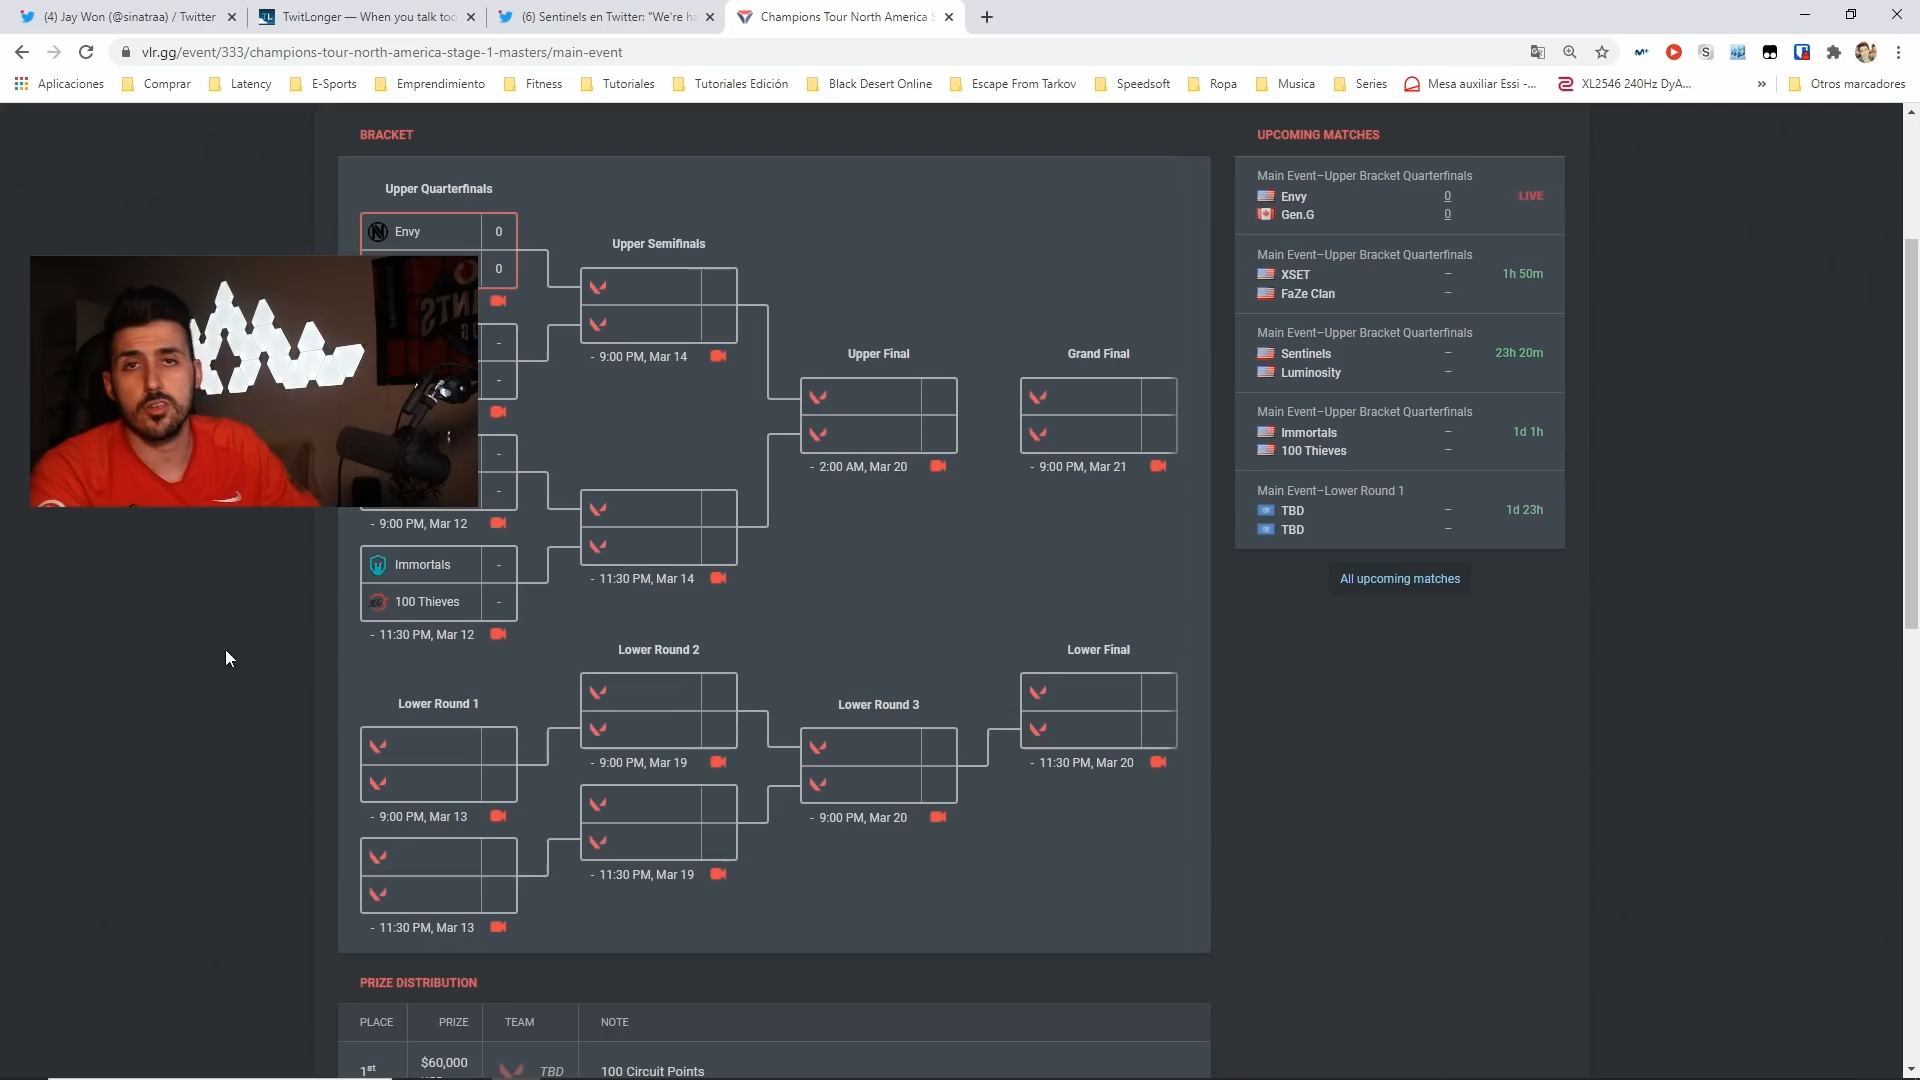 (4) Jay Won (@sinatraa) / Twitter
TwitLonger — When you talk too
(6) Sentinels en Twitter: "We're ha
Champions Tour North America S
vlr.gg/event/333/champions-tour-north-america-stage-1-masters/main-event
Aplicaciones
Comprar
Latency
E-Sports
Emprendimiento
Fitness
Tutoriales
Tutoriales Edición
Black Desert Online
Escape From Tarkov
Speedsoft
Ropa
Musica
Series
Mesa auxiliar Essi -...
XL2546 240Hz DyA...
»
Otros marcadores
BRACKET
Upper Quarterfinals
Envy 0
0
-
-
-
-
- 9:00 PM, Mar 12
Immortals -
100 Thieves -
- 11:30 PM, Mar 12
Upper Semifinals
- 9:00 PM, Mar 14
- 11:30 PM, Mar 14
Upper Final
- 2:00 AM, Mar 20
Grand Final
- 9:00 PM, Mar 21
Lower Round 1
- 9:00 PM, Mar 13
- 11:30 PM, Mar 13
Lower Round 2
- 9:00 PM, Mar 19
- 11:30 PM, Mar 19
Lower Round 3
- 9:00 PM, Mar 20
Lower Final
- 11:30 PM, Mar 20
UPCOMING MATCHES
Main Event–Upper Bracket Quarterfinals
Envy 0 LIVE
Gen.G 0
Main Event–Upper Bracket Quarterfinals
XSET – 1h 50m
FaZe Clan –
Main Event–Upper Bracket Quarterfinals
Sentinels – 23h 20m
Luminosity –
Main Event–Upper Bracket Quarterfinals
Immortals – 1d 1h
100 Thieves –
Main Event–Lower Round 1
TBD – 1d 23h
TBD –
All upcoming matches
PRIZE DISTRIBUTION
PLACE PRIZE TEAM NOTE
1st $60,000 TBD 100 Circuit Points